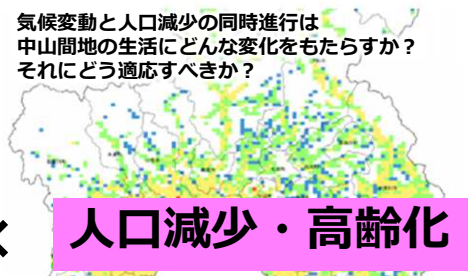 気候変動と人口減少の同時進行は
中山間地の生活にどんな変化をもたらすか？
それにどう適応すべきか？
人口減少・高齢化